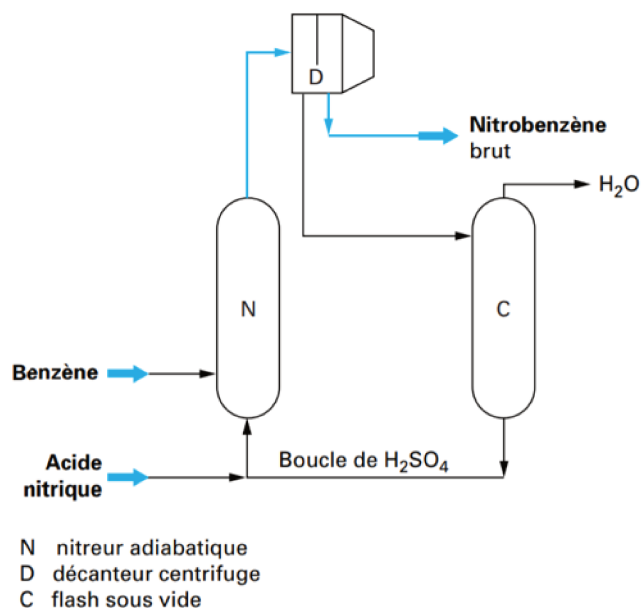 D
Nitrobenzène
brut
H₂O
N
C
Benzène
Acide
nitrique
Boucle de H₂SO₄
N nitreur adiabatique
D décanteur centrifuge
C flash sous vide